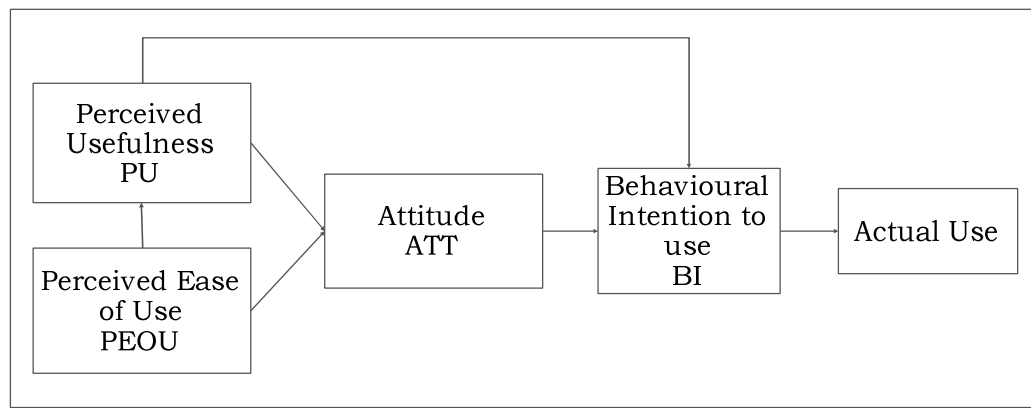 Perceived
Usefulness
PU
Perceived Ease
of Use
PEOU
Attitude
ATT
Behavioural
Intention to
use
BI
Actual Use